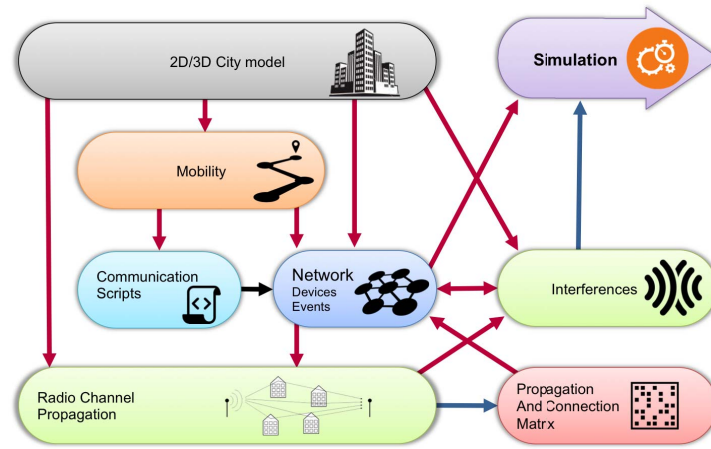 2D/3D City model
Simulation
Mobility
Communication
Scripts
Network
Devices
Events
Interferences
Radio Channel
Propagation
Propagation
And Connection
Matrx